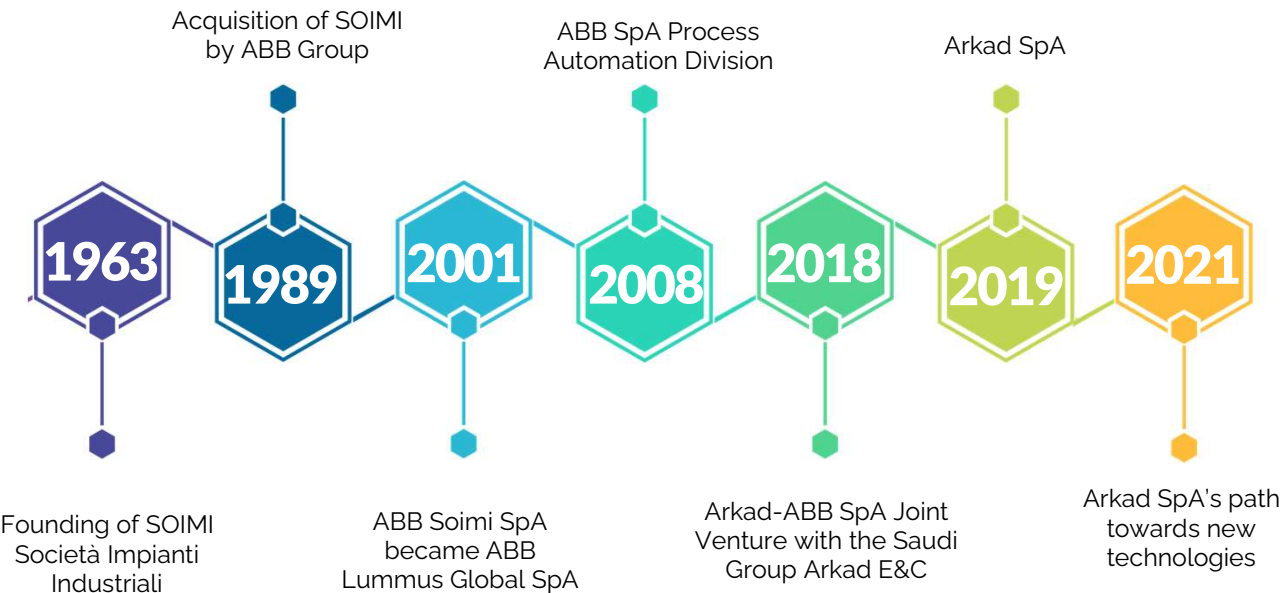 Acquisition of SOIMI
by ABB Group
ABB SpA Process
Automation Division
Arkad SpA
1963
1989
2001
2008
2018
2019
2021
Founding of SOIMI
Società Impianti
Industriali
ABB Soimi SpA
became ABB
Lummus Global SpA
Arkad-ABB SpA Joint
Venture with the Saudi
Group Arkad E&C
Arkad SpA's path
towards new
technologies